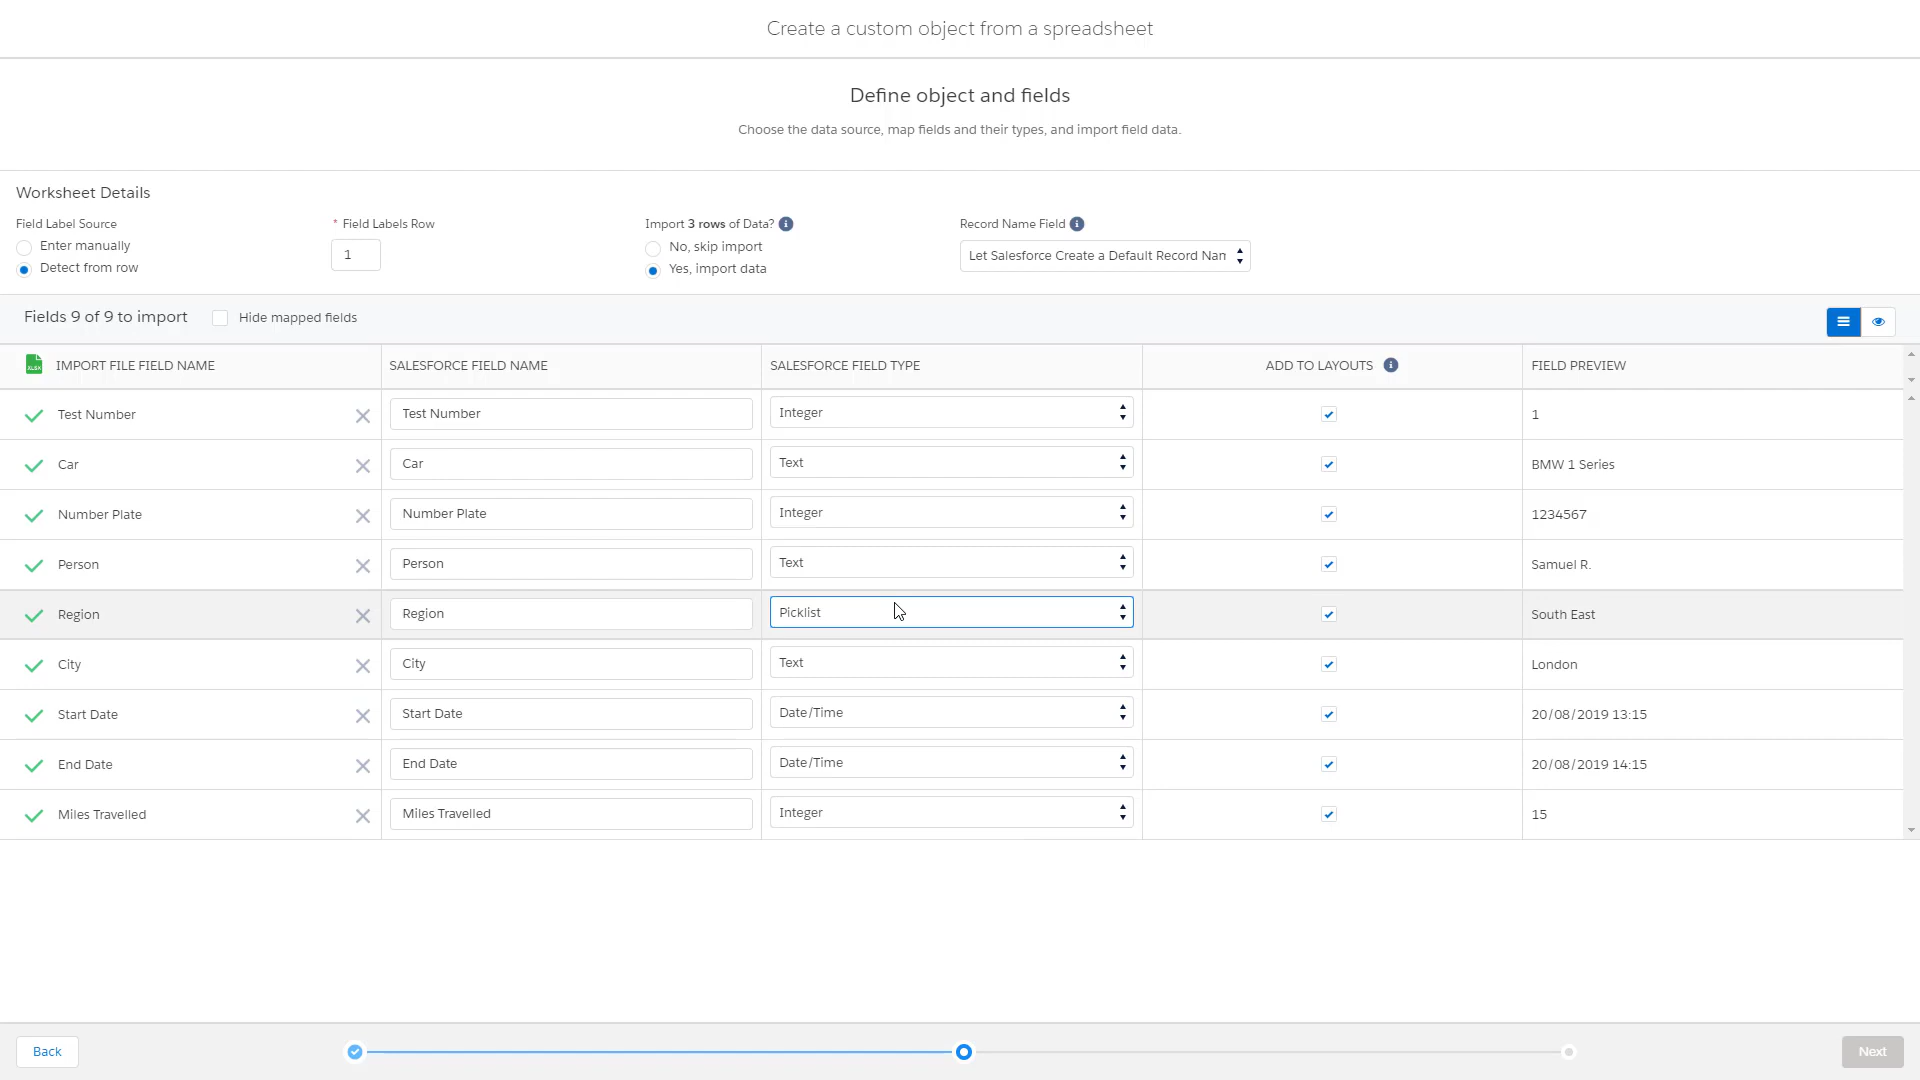 Create a custom object from a spreadsheet
Define object and fields
Choose the data source, map fields and their types, and import field data.
Worksheet Details
Field Label Source
Enter manually
Detect from row
* Field Labels Row
1
Import 3 rows of Data? i
No, skip import
Yes, import data
Record Name Field i
Let Salesforce Create a Default Record Nam
Fields 9 of 9 to import Hide mapped fields
XLSX IMPORT FILE FIELD NAME SALESFORCE FIELD NAME SALESFORCE FIELD TYPE ADD TO LAYOUTS i FIELD PREVIEW
Test Number Test Number Integer 1
Car Car Text BMW 1 Series
Number Plate Number Plate Integer 1234567
Person Person Text Samuel R.
Region Region Picklist South East
City City Text London
Start Date Start Date Date/Time 20/08/2019 13:15
End Date End Date Date/Time 20/08/2019 14:15
Miles Travelled Miles Travelled Integer 15
Back Next